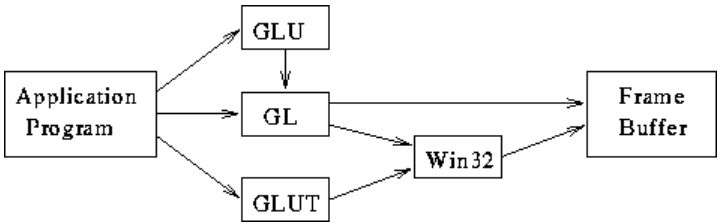 GLU
Application
Program
GL
Frame
Buffer
Win32
GLUT